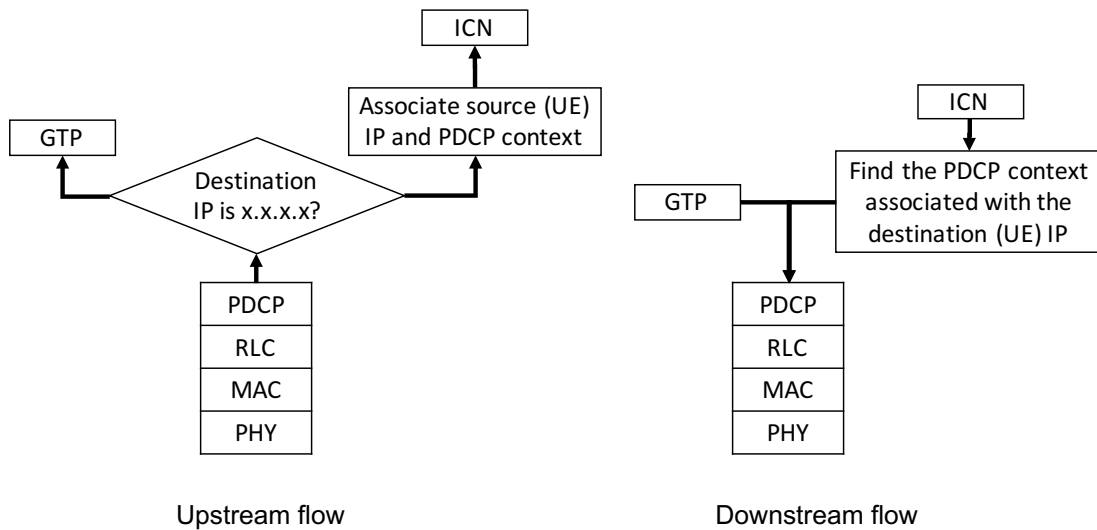 ICN
Associate source (UE)
IP and PDCP context
GTP
Destination
IP is x.x.x.x?
PDCP
RLC
MAC
PHY
Upstream flow
ICN
Find the PDCP context
associated with the
destination (UE) IP
GTP
PDCP
RLC
MAC
PHY
Downstream flow